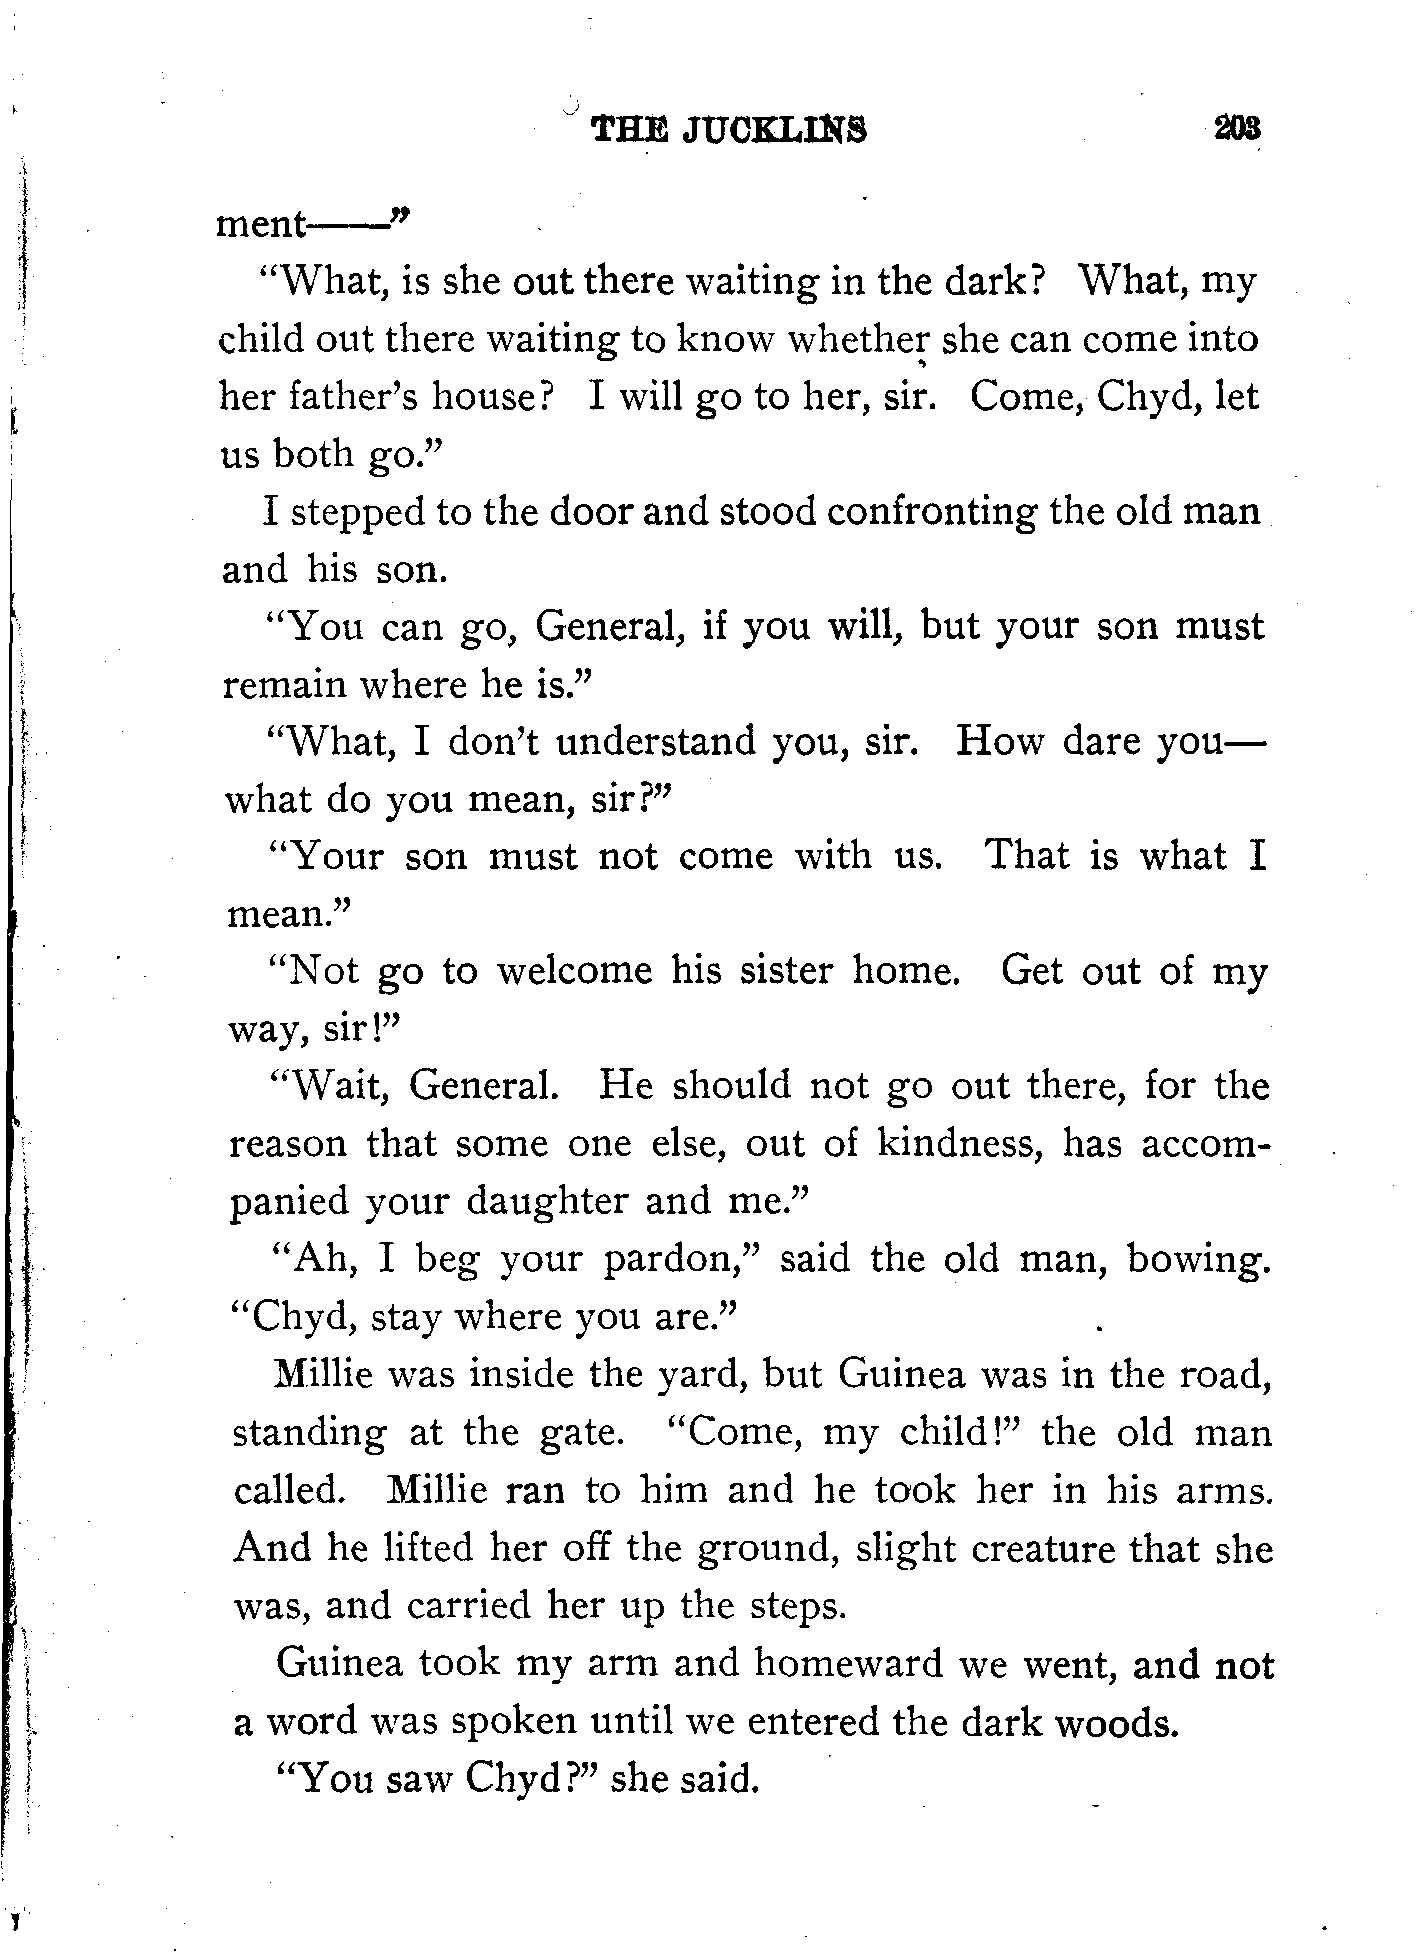 THE JUCKLINS 203
ment——”
“What, is she out there waiting in the dark? What, my
child out there waiting to know whether she can come into
her father’s house? I will go to her, sir. Come, Chyd, let
us both go.”
I stepped to the door and stood confronting the old man
and his son.
“You can go, General, if you will, but your son must
remain where he is.”
“What, I don’t understand you, sir. How dare you—
what do you mean, sir?”
“Your son must not come with us. That is what I
mean.”
“Not go to welcome his sister home. Get out of my
way, sir!”
“Wait, General. He should not go out there, for the
reason that some one else, out of kindness, has accom-
panied your daughter and me.”
“Ah, I beg your pardon,” said the old man, bowing.
“Chyd, stay where you are.”
Millie was inside the yard, but Guinea was in the road,
standing at the gate. “Come, my child!” the old man
called. Millie ran to him and he took her in his arms.
And he lifted her off the ground, slight creature that she
was, and carried her up the steps.
Guinea took my arm and homeward we went, and not
a word was spoken until we entered the dark woods.
“You saw Chyd?” she said.